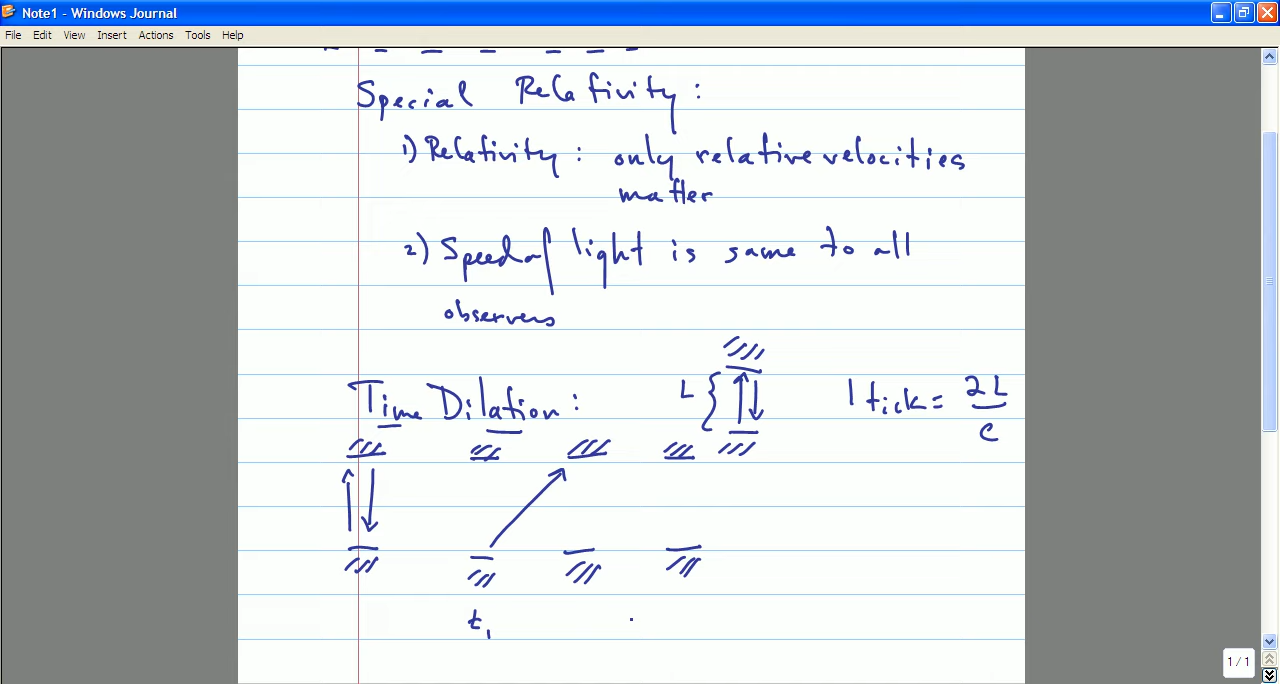 Note1 - Windows Journal
File Edit View Insert Actions Tools Help
Special Relativity:
1) Relativity: only relative velocities
matter
2) Speed of light is same to all
observers
Time Dilation: L 1 tick = 2L/c
t1
1/1